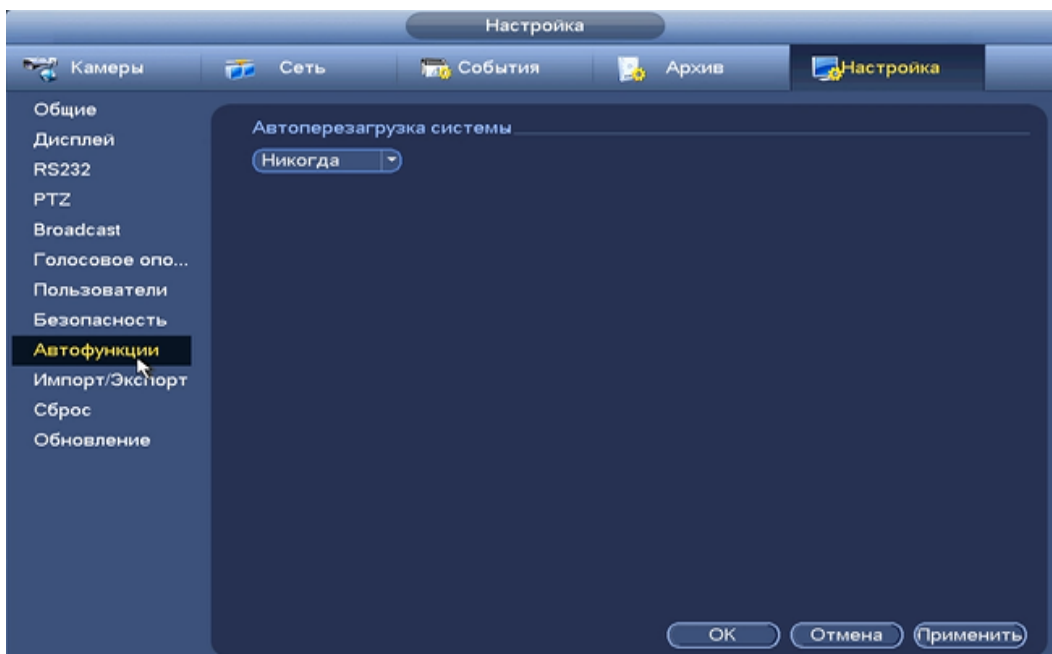 Настройка
Камеры Сеть События Архив Настройка
Общие
Дисплей
RS232
PTZ
Broadcast
Голосовое опо...
Пользователи
Безопасность
Автофункции
Импорт/Экспорт
Сброс
Обновление
Автоперезагрузка системы
Никогда
OK Отмена Применить